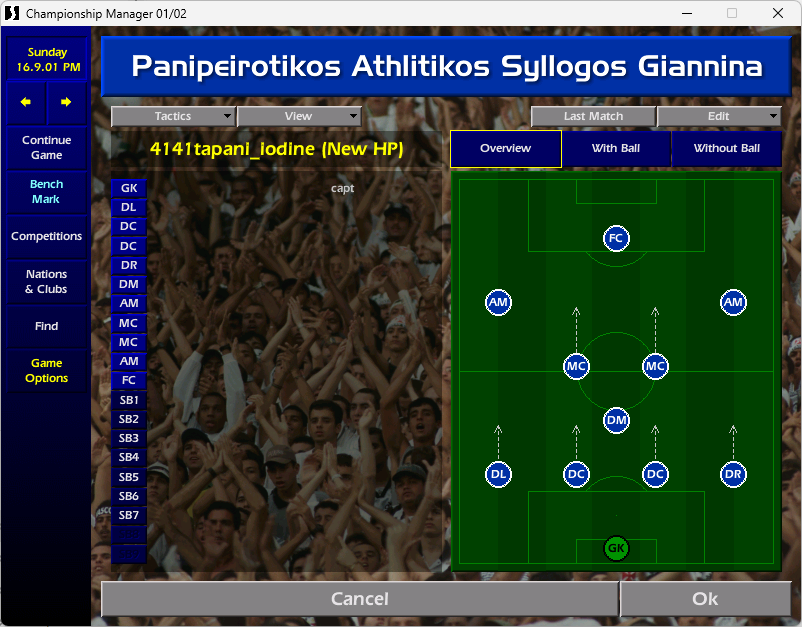 Championship Manager 01/02
Sunday
16.9.01 PM
Continue
Game
Bench
Mark
Competitions
Nations
& Clubs
Find
Game
Options
Panipeirotikos Athlitikos Syllogos Giannina
Tactics
View
Last Match
Edit
4141tapani_iodine (New HP)
Overview
With Ball
Without Ball
GK
capt
DL
DC
DC
DR
DM
AM
MC
MC
AM
FC
SB1
SB2
SB3
SB4
SB5
SB6
SB7
FC
AM
AM
MC
MC
DM
DL
DC
DC
DR
GK
Cancel
Ok